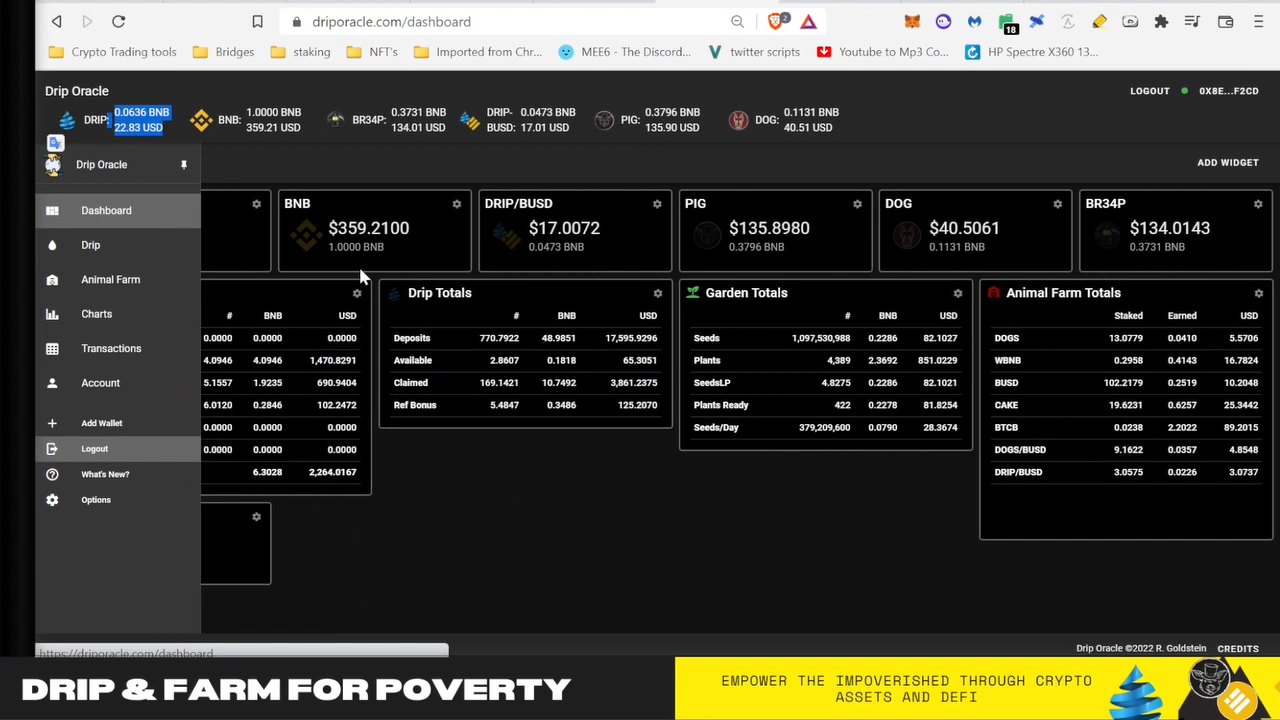 driporacle.com/dashboard
2
18
Crypto Trading tools
Bridges
staking
NFT's
Imported from Chr...
MEE6 - The Discord...
twitter scripts
Youtube to Mp3 Co...
HP Spectre X360 13...
Drip Oracle
LOGOUT
0X8E...F2CD
DRIP: 0.0636 BNB
22.83 USD
BNB: 1.0000 BNB
359.21 USD
BR34P: 0.3731 BNB
134.01 USD
DRIP-BUSD: 0.0473 BNB
17.01 USD
PIG: 0.3796 BNB
135.90 USD
DOG: 0.1131 BNB
40.51 USD
Drip Oracle
ADD WIDGET
Dashboard
Drip
Animal Farm
Charts
Transactions
Account
Add Wallet
Logout
What's New?
Options
BNB
$359.2100
1.0000 BNB
DRIP/BUSD
$17.0072
0.0473 BNB
PIG
$135.8980
0.3796 BNB
DOG
$40.5061
0.1131 BNB
BR34P
$134.0143
0.3731 BNB
# BNB USD
0.0000 0.0000 0.0000
4.0946 4.0946 1,470.8291
5.1557 1.9235 690.9404
6.0120 0.2846 102.2472
0.0000 0.0000 0.0000
0.0000 0.0000 0.0000
6.3028 2,264.0167
Drip Totals
# BNB USD
Deposits 770.7922 48.9851 17,595.9296
Available 2.8607 0.1818 65.3051
Claimed 169.1421 10.7492 3,861.2375
Ref Bonus 5.4847 0.3486 125.2070
Garden Totals
# BNB USD
Seeds 1,097,530,988 0.2286 82.1027
Plants 4,389 2.3692 851.0229
SeedsLP 4.8275 0.2286 82.1021
Plants Ready 422 0.2278 81.8254
Seeds/Day 379,209,600 0.0790 28.3674
Animal Farm Totals
Staked Earned USD
DOGS 13.0779 0.0410 5.5706
WBNB 0.2958 0.4143 16.7824
BUSD 102.2179 0.2519 10.2048
CAKE 19.6231 0.6257 25.3442
BTCB 0.0238 2.2022 89.2015
DOGS/BUSD 9.1622 0.0357 4.8548
DRIP/BUSD 3.0575 0.0226 3.0737
Drip Oracle ©2022 R. Goldstein
CREDITS
https://driporacle.com/dashboard
DRIP & FARM FOR POVERTY
EMPOWER THE IMPOVERISHED THROUGH CRYPTO
ASSETS AND DEFI